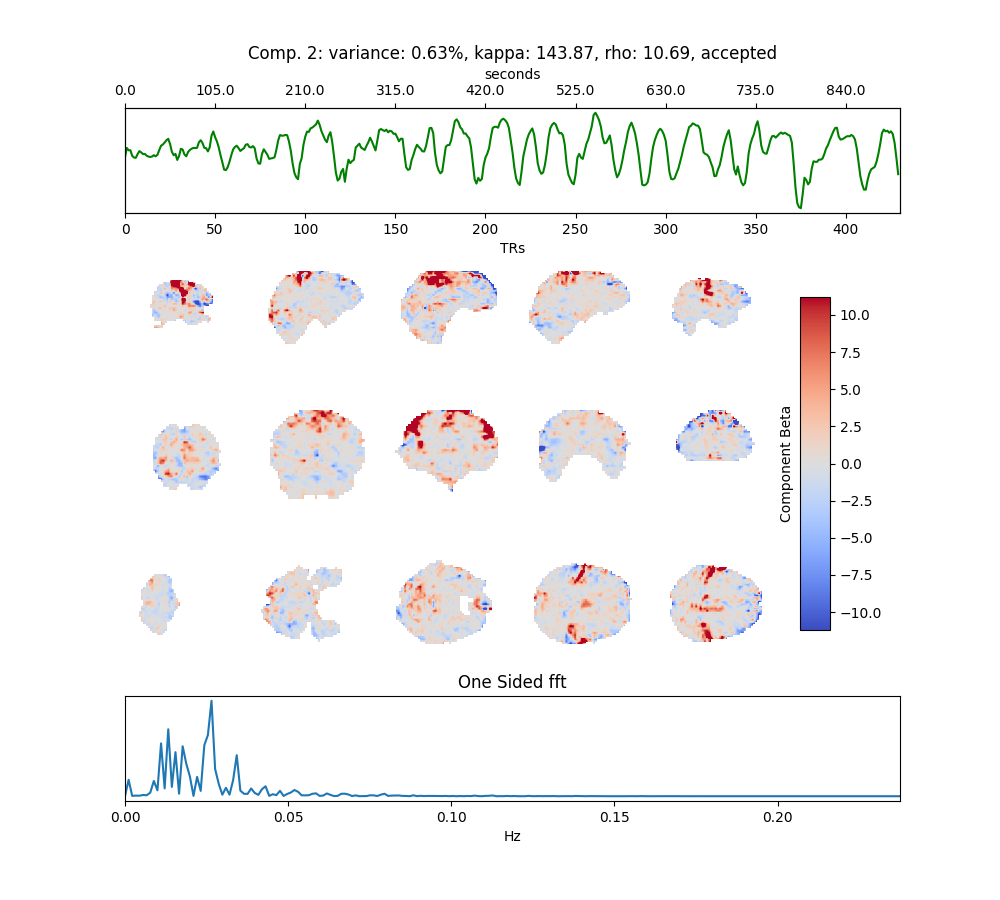 Comp. 2: variance: 0.63%, kappa: 143.87, rho: 10.69, accepted
seconds
0.0 105.0 210.0 315.0 420.0 525.0 630.0 735.0 840.0
0 50 100 150 200 250 300 350 400
TRs
10.0
7.5
5.0
2.5
0.0
−2.5
−5.0
−7.5
−10.0
Component Beta
One Sided fft
0.00 0.05 0.10 0.15 0.20
Hz